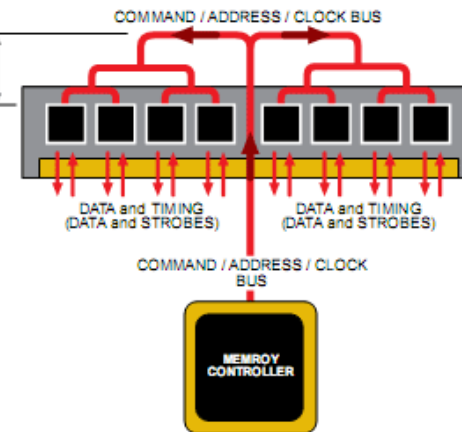 COMMAND / ADDRESS / CLOCK BUS
DATA and TIMING
(DATA and STROBES)
DATA and TIMING
(DATA and STROBES)
COMMAND / ADDRESS / CLOCK
BUS
MEMROY
CONTROLLER